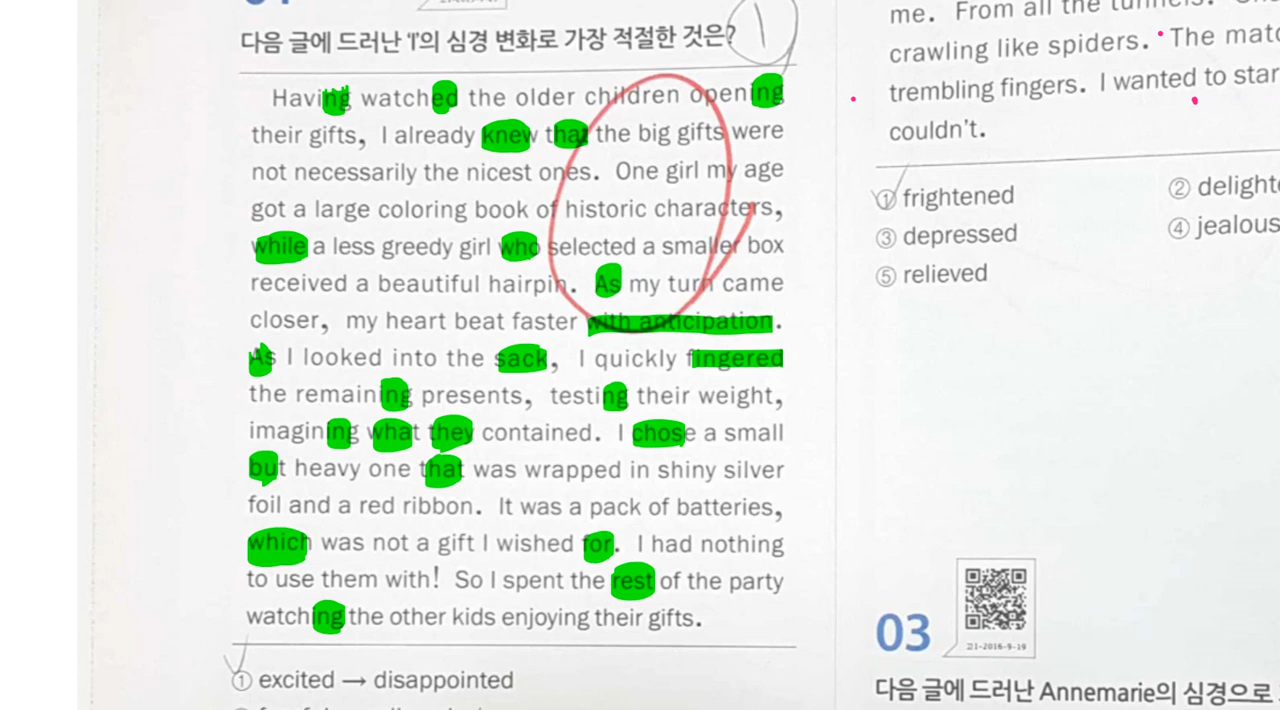 다음 글에 드러난 'I'의 심경 변화로 가장 적절한 것은?
1
Having watched the older children opening
their gifts, I already knew that the big gifts were
not necessarily the nicest ones. One girl my age
got a large coloring book of historic characters,
while a less greedy girl who selected a smaller box
received a beautiful hairpin. As my turn came
closer, my heart beat faster with anticipation.
As I looked into the sack, I quickly fingered
the remaining presents, testing their weight,
imagining what they contained. I chose a small
but heavy one that was wrapped in shiny silver
foil and a red ribbon. It was a pack of batteries,
which was not a gift I wished for. I had nothing
to use them with! So I spent the rest of the party
watching the other kids enjoying their gifts.
① excited → disappointed
me. From all the tunnels.
crawling like spiders. The
trembling fingers. I wanted to
couldn't.
① frightened
②
③ depressed
④ jealous
⑤ relieved
03
고1-2016-9-19
다음 글에 드러난 Annemarie의 심경으로